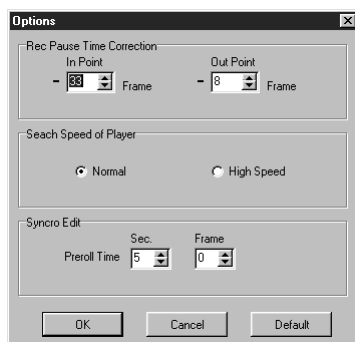 Options
Rec Pause Time Correction
In Point Out Point
- 33 Frame - 8 Frame
Seach Speed of Player
Normal High Speed
Syncro Edit
Sec. Frame
Preroll Time 5 0
OK Cancel Default